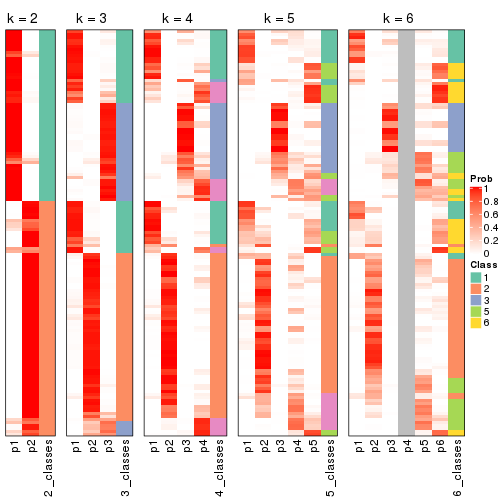 k = 2
k = 3
k = 4
k = 5
k = 6
Prob
1
0.8
0.6
0.4
0.2
0
Class
1
2
3
5
6
p1
p2
2_classes
p1
p2
p3
3_classes
p1
p2
p3
p4
4_classes
p1
p2
p3
p4
p5
5_classes
p1
p2
p3
p4
p5
p6
6_classes